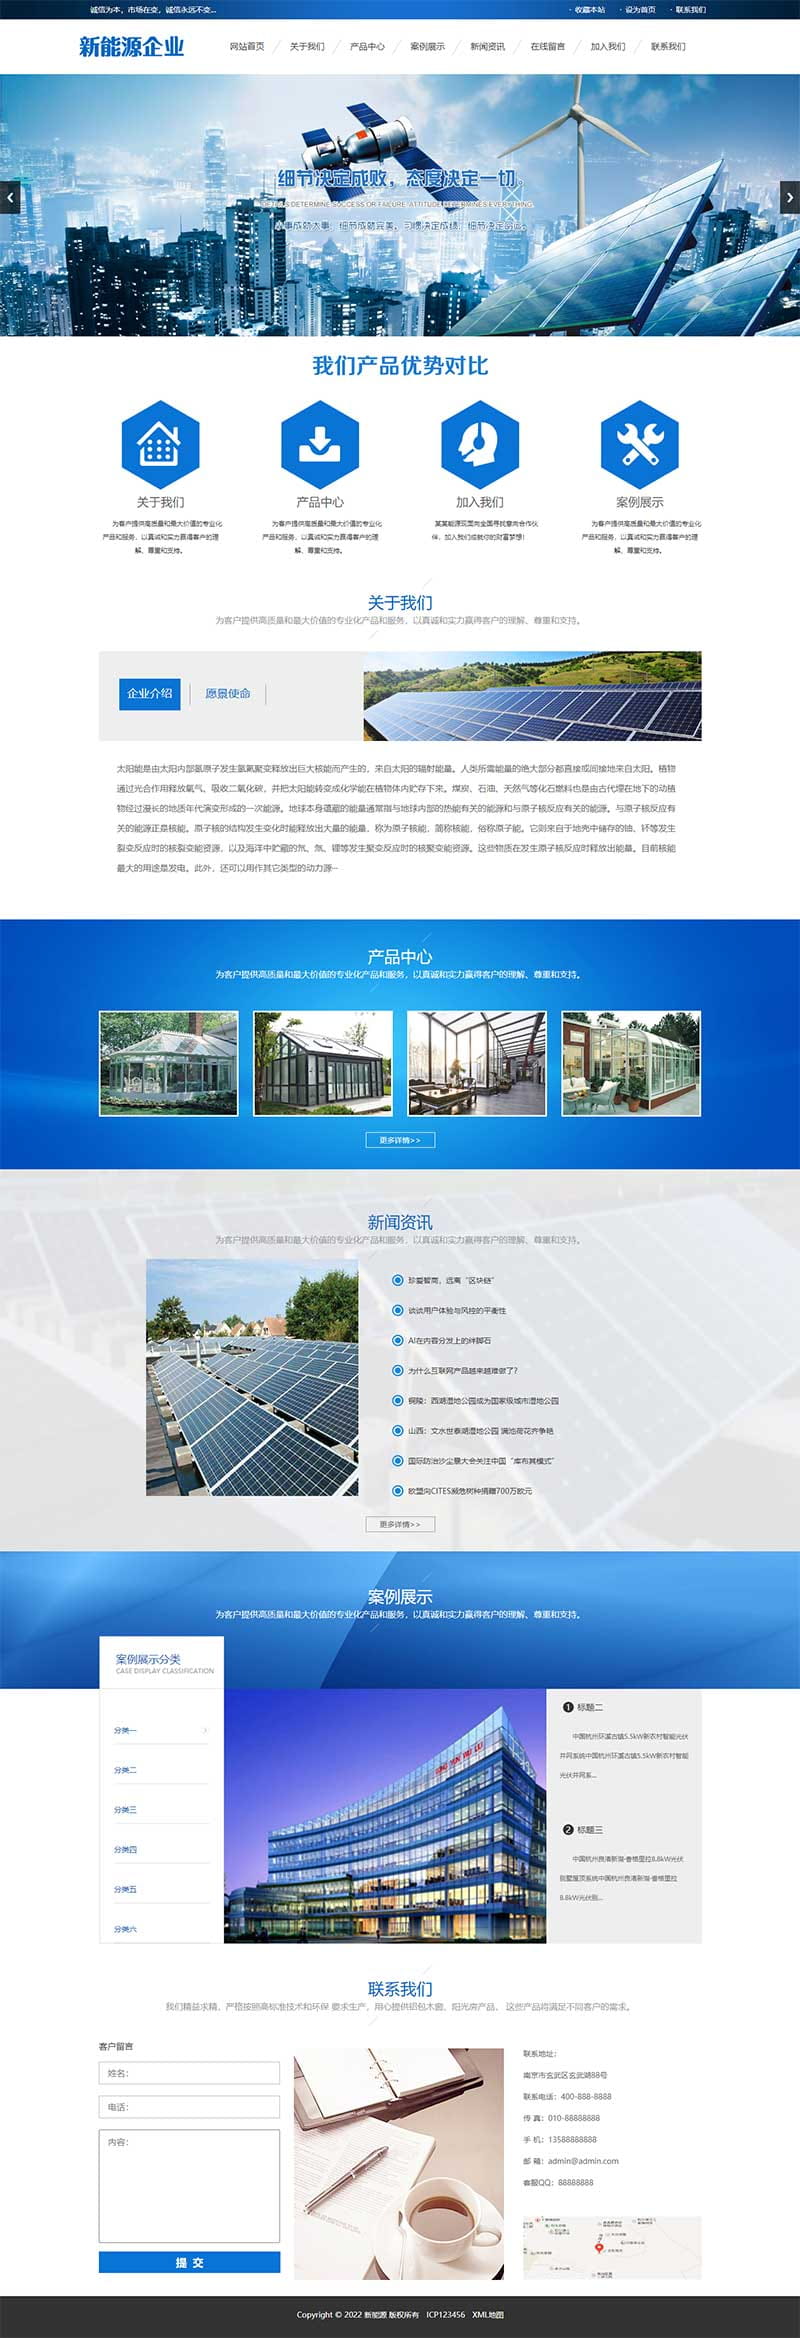 诚信为本，市场在变，诚信永远不变...
· 收藏本站 · 设为首页 · 联系我们
新能源企业
网站首页 关于我们 产品中心 案例展示 新闻资讯 在线留言 加入我们 联系我们
细节决定成败，态度决定一切。
DETAILS DETERMINE SUCCESS OR FAILURE, ATTITUDE DETERMINES EVERYTHING.
小事成就大事，细节成就完美。习惯决定成绩，细节决定命运。
我们产品优势对比
关于我们
为客户提供高质量和最大价值的专业化
产品和服务，以真诚和实力赢得客户的理
解、尊重和支持。
产品中心
为客户提供高质量和最大价值的专业化
产品和服务，以真诚和实力赢得客户的理
解、尊重和支持。
加入我们
某某能源现面向全国寻找意向合作伙
伴，加入我们成就你的财富梦想！
案例展示
为客户提供高质量和最大价值的专业化
产品和服务，以真诚和实力赢得客户的理
解、尊重和支持。
关于我们
为客户提供高质量和最大价值的专业化产品和服务，以真诚和实力赢得客户的理解、尊重和支持。
企业介绍 愿景使命
太阳能是由太阳内部氢原子发生氢氦聚变释放出巨大核能而产生的，来自太阳的辐射能量。人类所需能量的绝大部分都直接或间接地来自太阳。植物
通过光合作用释放氧气、吸收二氧化碳，并把太阳能转变成化学能在植物体内贮存下来。煤炭、石油、天然气等化石燃料也是由古代埋在地下的动植
物经过漫长的地质年代演变形成的一次能源。地球本身蕴藏的能量通常指与地球内部的热能有关的能源和与原子核反应有关的能源。与原子核反应有
关的能源正是核能。原子核的结构发生变化时能释放出大量的能量，称为原子核能，简称核能，俗称原子能。它则来自于地壳中储存的铀、钚等发生
裂变反应时的核裂变能资源，以及海洋中贮藏的氘、氚、锂等发生聚变反应时的核聚变能资源。这些物质在发生原子核反应时释放出能量。目前核能
最大的用途是发电。此外，还可以用作其它类型的动力源···
产品中心
为客户提供高质量和最大价值的专业化产品和服务，以真诚和实力赢得客户的理解、尊重和支持。
更多详情>>
新闻资讯
为客户提供高质量和最大价值的专业化产品和服务，以真诚和实力赢得客户的理解、尊重和支持。
珍爱智商，远离“区块链”
谈谈用户体验与风控的平衡性
AI在内容分发上的绊脚石
为什么互联网产品越来越难做了？
铜陵：西湖湿地公园成为国家级城市湿地公园
山西：文水世泰湖湿地公园 满池荷花齐争艳
国际防治沙尘暴大会关注中国“库布其模式”
欧盟向CITES濒危树种捐赠700万欧元
更多详情>>
案例展示
为客户提供高质量和最大价值的专业化产品和服务，以真诚和实力赢得客户的理解、尊重和支持。
案例展示分类
CASE DISPLAY CLASSIFICATION
分类一
分类二
分类三
分类四
分类五
分类六
1 标题二
中国杭州环溪古镇5.5kW新农村智能光伏
并网系统中国杭州环溪古镇5.5kW新农村智能
光伏并网系...
2 标题三
中国杭州良渚新湖·香格里拉8.8kW光伏
别墅屋顶系统中国杭州良渚新湖·香格里拉
8.8kW光伏别...
联系我们
我们精益求精、严格按照高标准技术和环保 要求生产，用心提供铝包木窗、阳光房产品、 这些产品将满足不同客户的需求。
客户留言
姓名：
电话：
内容：
提 交
联系地址：
南京市玄武区玄武湖88号
联系电话：400-888-8888
传 真：010-88888888
手 机：13588888888
邮 箱：admin@admin.com
客服QQ：88888888
Copyright © 2022 新能源 版权所有 ICP123456 XML地图